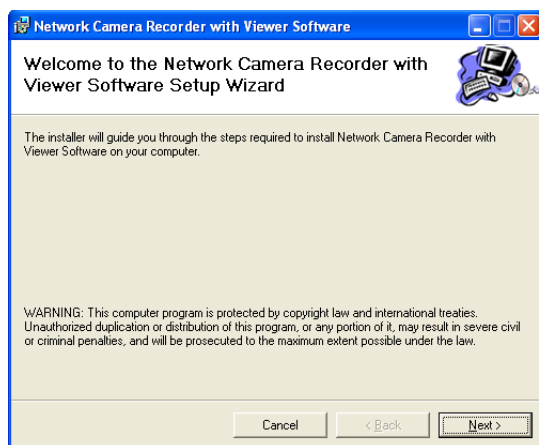 Network Camera Recorder with Viewer Software
Welcome to the Network Camera Recorder with
Viewer Software Setup Wizard
The installer will guide you through the steps required to install Network Camera Recorder with
Viewer Software on your computer.
WARNING: This computer program is protected by copyright law and international treaties.
Unauthorized duplication or distribution of this program, or any portion of it, may result in severe civil
or criminal penalties, and will be prosecuted to the maximum extent possible under the law.
Cancel
< Back
Next >